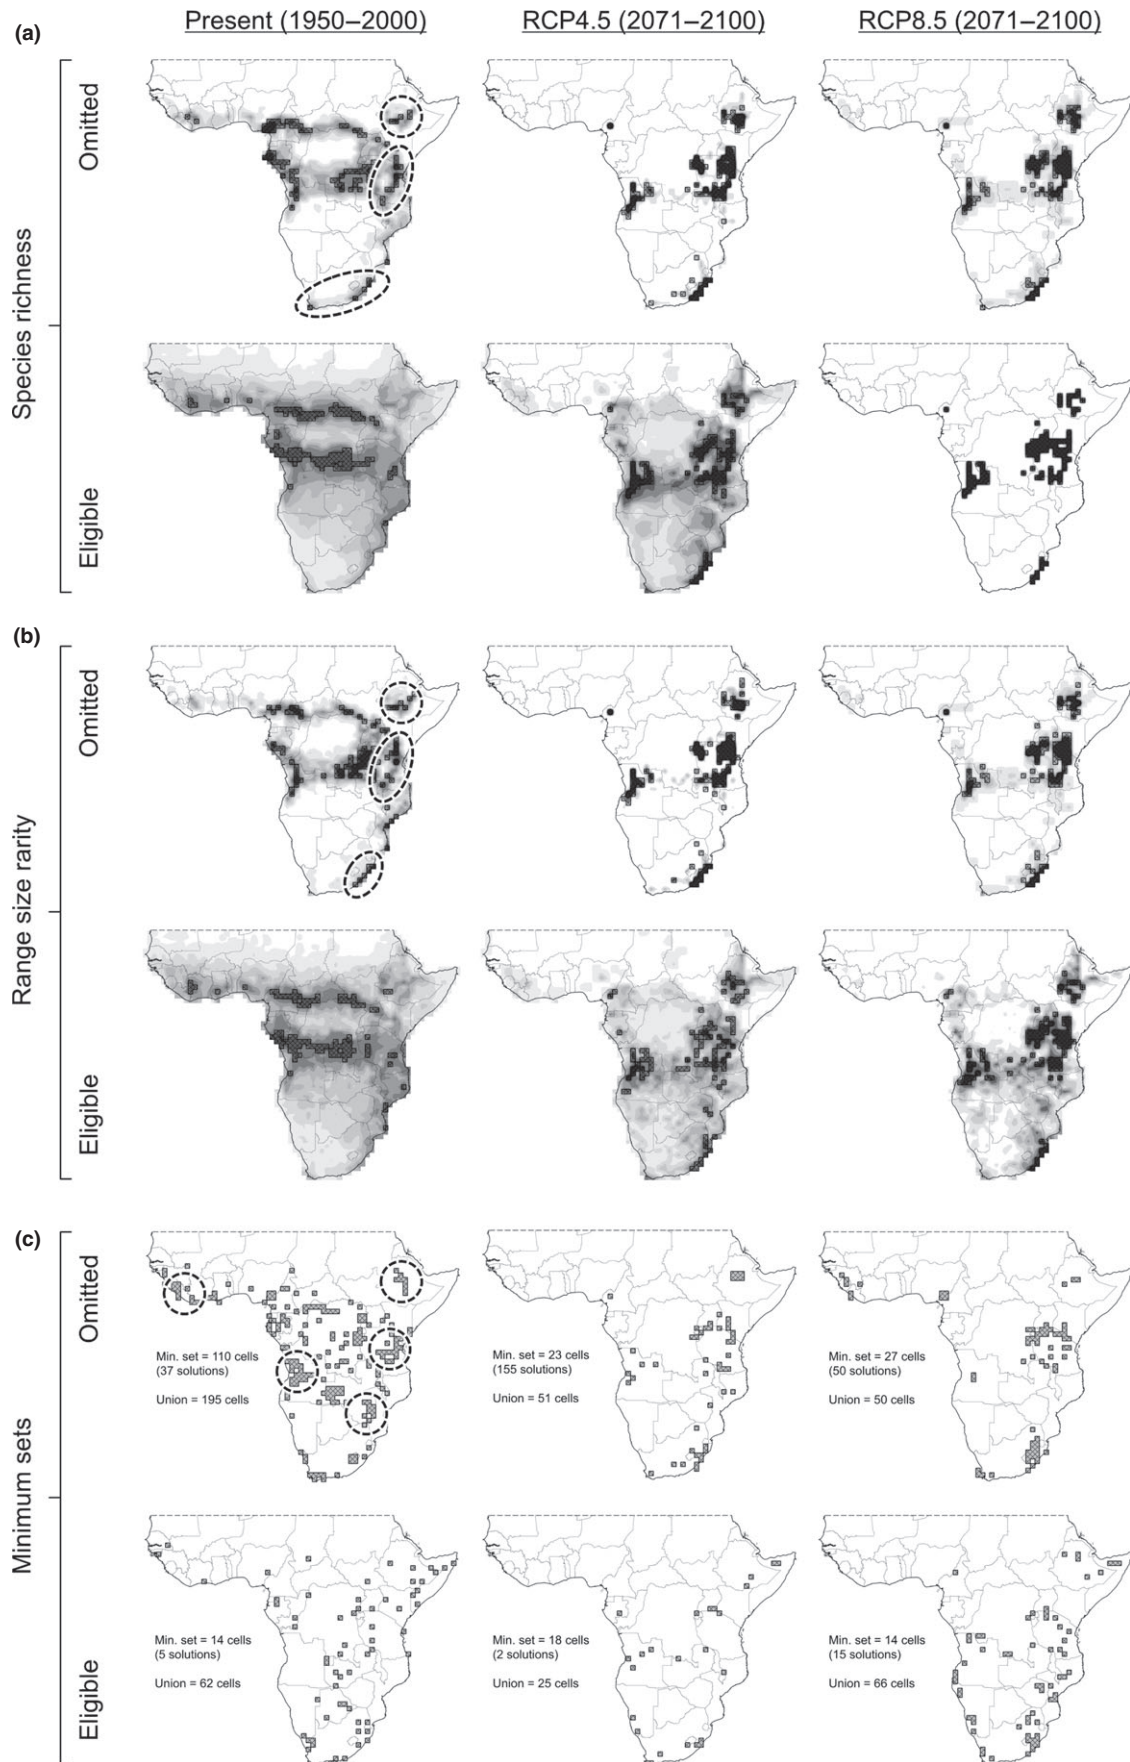 Present (1950–2000)
RCP4.5 (2071–2100)
RCP8.5 (2071–2100)
(a)
Species richness
Omitted
Eligible
(b)
Range size rarity
Omitted
Eligible
(c)
Minimum sets
Omitted
Min. set = 110 cells
(37 solutions)
Union = 195 cells
Min. set = 23 cells
(155 solutions)
Union = 51 cells
Min. set = 27 cells
(50 solutions)
Union = 50 cells
Eligible
Min. set = 14 cells
(5 solutions)
Union = 62 cells
Min. set = 18 cells
(2 solutions)
Union = 25 cells
Min. set = 14 cells
(15 solutions)
Union = 66 cells